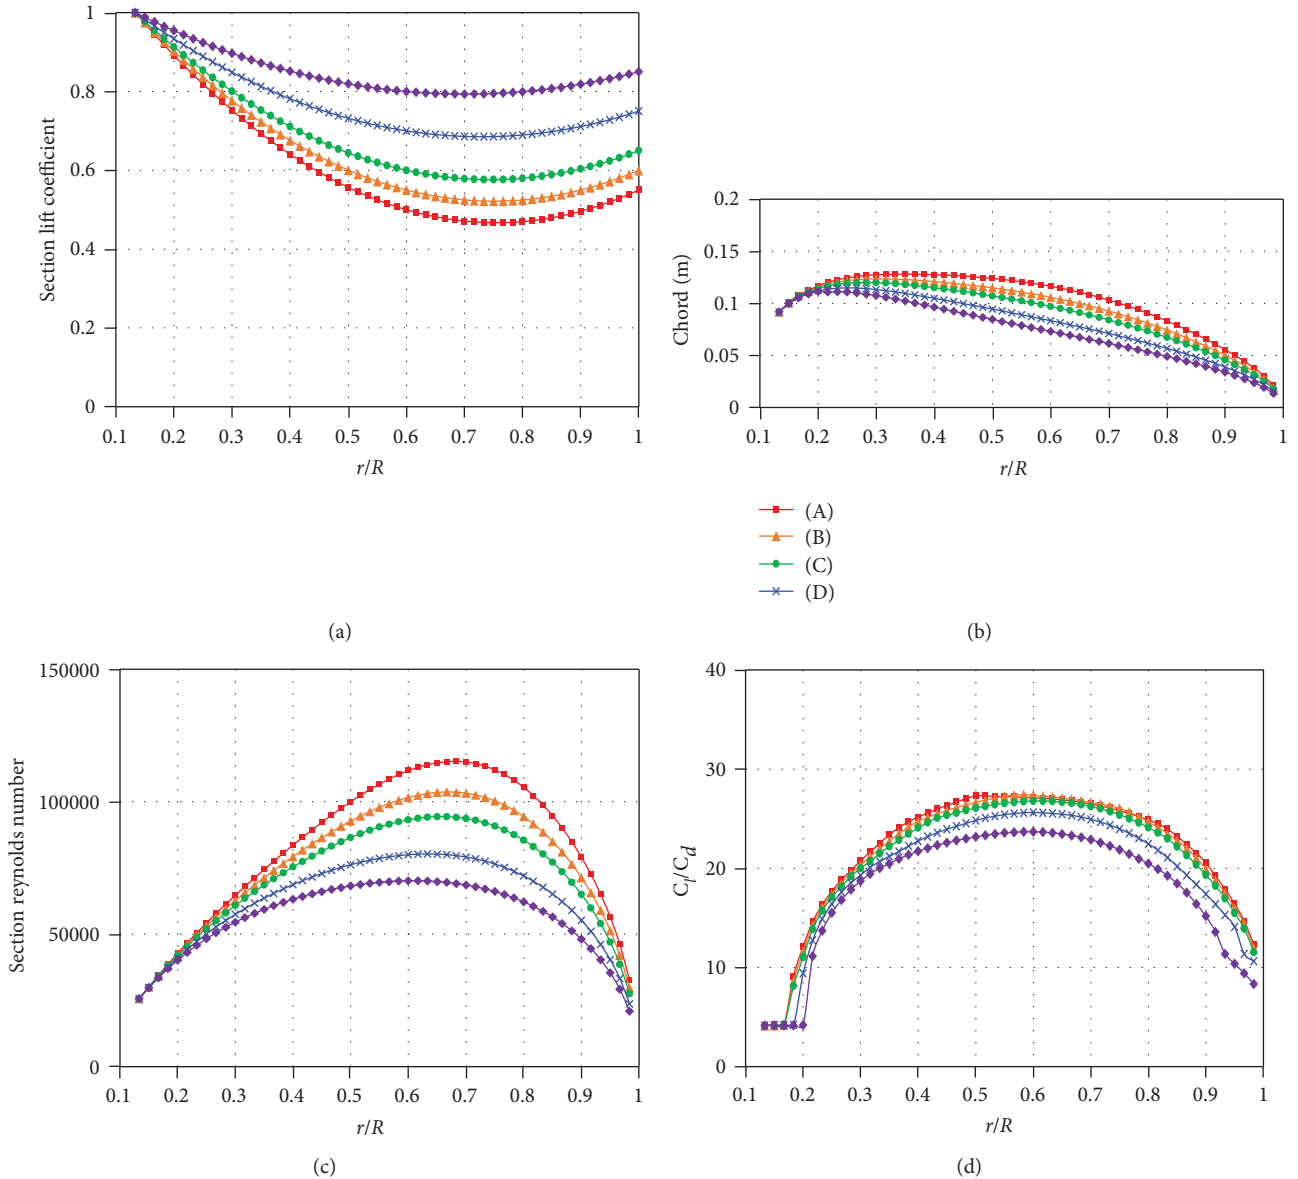 1
0.8
0.6
0.4
0.2
0
Section lift coefficient
0.1 0.2 0.3 0.4 0.5 0.6 0.7 0.8 0.9 1
r/R
(a)
0.2
0.15
0.1
0.05
0
Chord (m)
0.1 0.2 0.3 0.4 0.5 0.6 0.7 0.8 0.9 1
r/R
(A)
(B)
(C)
(D)
(b)
150000
100000
50000
0
Section reynolds number
0.1 0.2 0.3 0.4 0.5 0.6 0.7 0.8 0.9 1
r/R
(c)
40
30
20
10
0
C_l/C_d
0.1 0.2 0.3 0.4 0.5 0.6 0.7 0.8 0.9 1
r/R
(d)